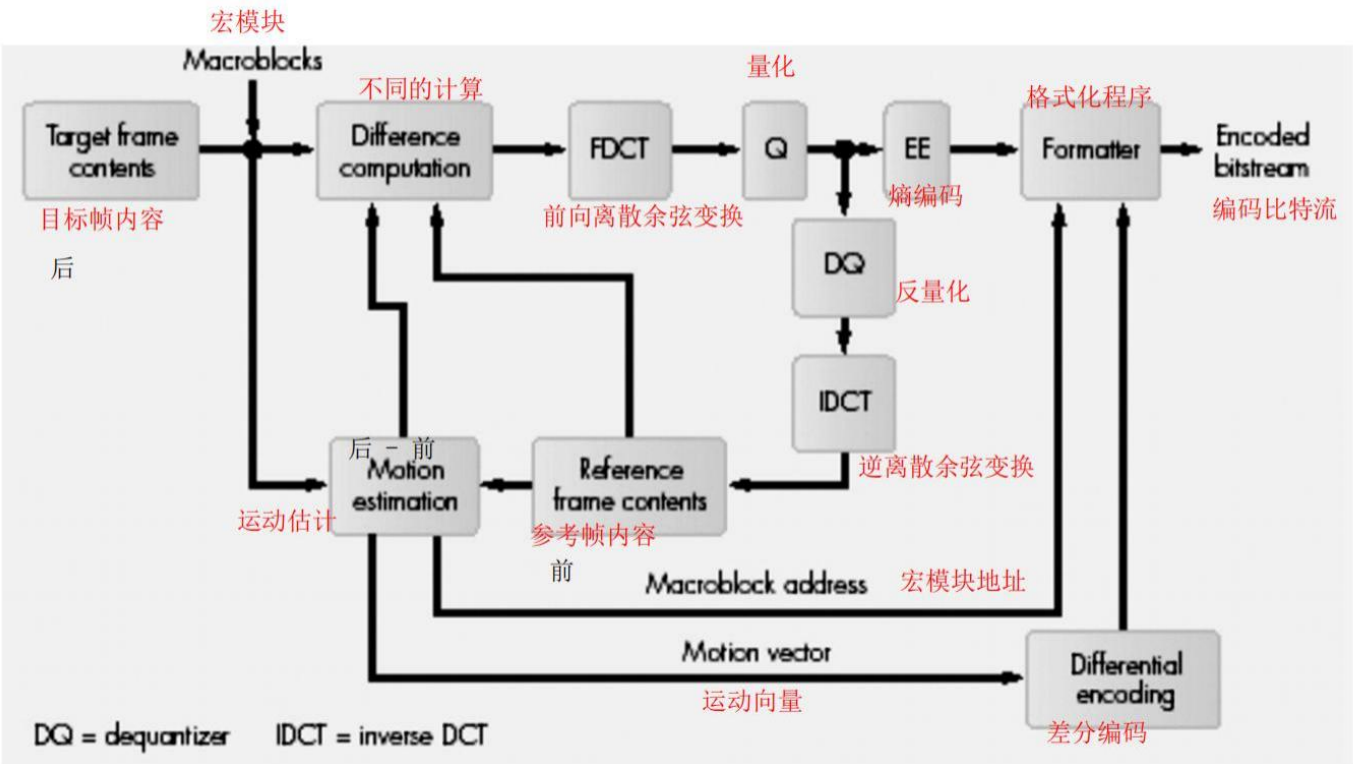 宏模块
Macroblocks
Target frame
contents
目标帧内容
后
不同的计算
Difference
computation
FDCT
前向离散余弦变换
量化
Q
EE
熵编码
格式化程序
Formatter
Encoded
bitstream
编码比特流
DQ
反量化
IDCT
逆离散余弦变换
后 - 前
Motion
estimation
运动估计
Reference
frame contents
参考帧内容
前
Macroblock address
宏模块地址
Motion vector
运动向量
Differential
encoding
差分编码
DQ = dequantizer IDCT = inverse DCT